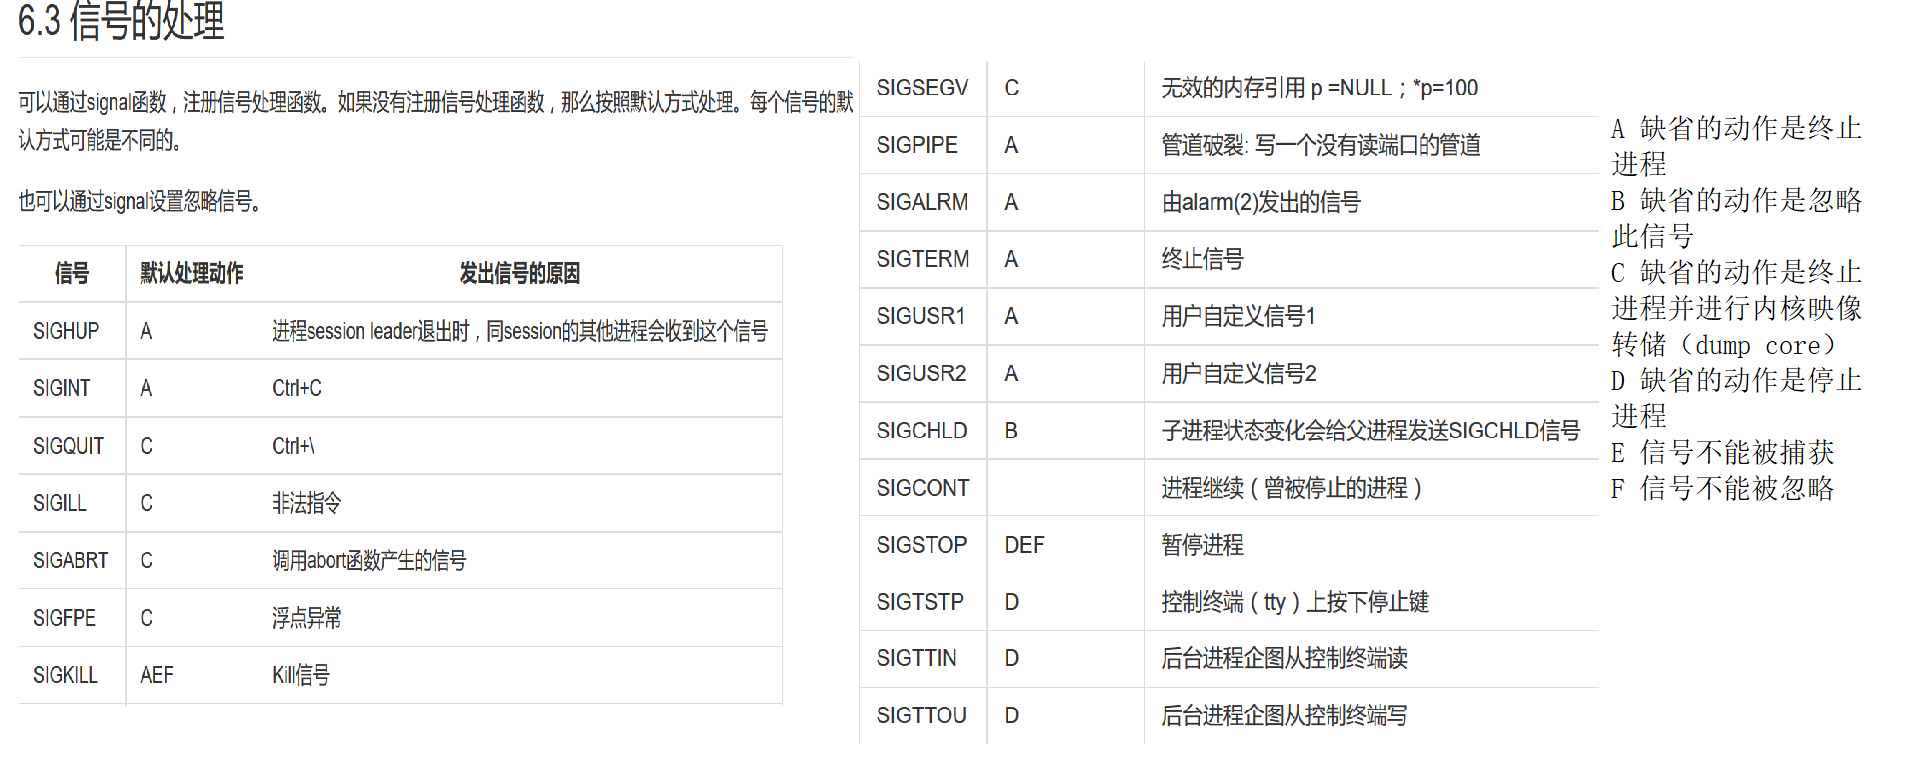 6.3 信号的处理
可以通过signal函数，注册信号处理函数。如果没有注册信号处理函数，那么按照默认方式处理。每个信号的默
认方式可能是不同的。
也可以通过signal设置忽略信号。
信号 默认处理动作 发出信号的原因
SIGHUP A 进程session leader退出时，同session的其他进程会收到这个信号
SIGINT A Ctrl+C
SIGQUIT C Ctrl+\
SIGILL C 非法指令
SIGABRT C 调用abort函数产生的信号
SIGFPE C 浮点异常
SIGKILL AEF Kill信号
SIGSEGV C 无效的内存引用 p =NULL；*p=100
SIGPIPE A 管道破裂: 写一个没有读端口的管道
SIGALRM A 由alarm(2)发出的信号
SIGTERM A 终止信号
SIGUSR1 A 用户自定义信号1
SIGUSR2 A 用户自定义信号2
SIGCHLD B 子进程状态变化会给父进程发送SIGCHLD信号
SIGCONT 进程继续（曾被停止的进程）
SIGSTOP DEF 暂停进程
SIGTSTP D 控制终端（tty）上按下停止键
SIGTTIN D 后台进程企图从控制终端读
SIGTTOU D 后台进程企图从控制终端写
A 缺省的动作是终止
进程
B 缺省的动作是忽略
此信号
C 缺省的动作是终止
进程并进行内核映像
转储（dump core）
D 缺省的动作是停止
进程
E 信号不能被捕获
F 信号不能被忽略